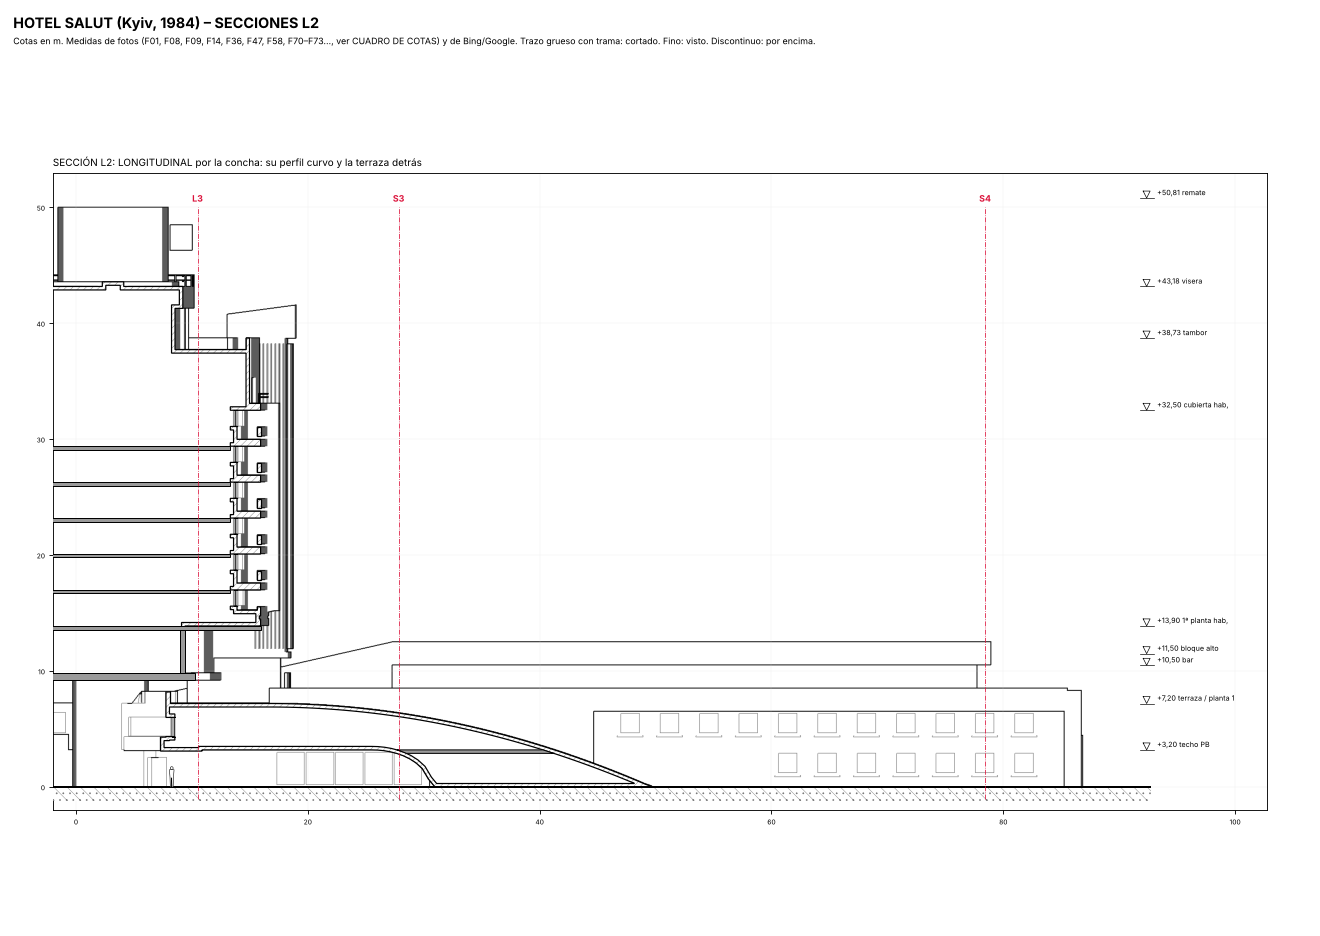 HOTEL SALUT (Kyiv, 1984) – SECCIONES L2
Cotas en m. Medidas de fotos (F01, F08, F09, F14, F36, F47, F58, F70–F73..., ver CUADRO DE COTAS) y de Bing/Google. Trazo grueso con trama: cortado. Fino: visto. Discontinuo: por encima.
SECCIÓN L2: LONGITUDINAL por la concha: su perfil curvo y la terraza detrás
L3
S3
S4
+50,81 remate
+43,18 visera
+38,73 tambor
+32,50 cubierta hab,
+13,90 1ª planta hab,
+11,50 bloque alto
+10,50 bar
+7,20 terraza / planta 1
+3,20 techo PB
50
40
30
20
10
0
0
20
40
60
80
100